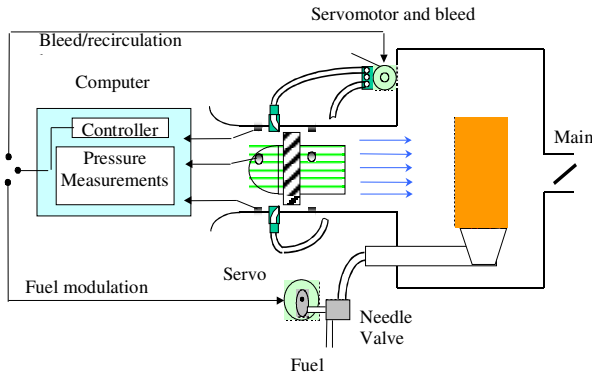 Servomotor and bleed
Bleed/recirculation
Computer
Controller
Pressure
Measurements
Main
Servo
Fuel modulation
Needle
Valve
Fuel